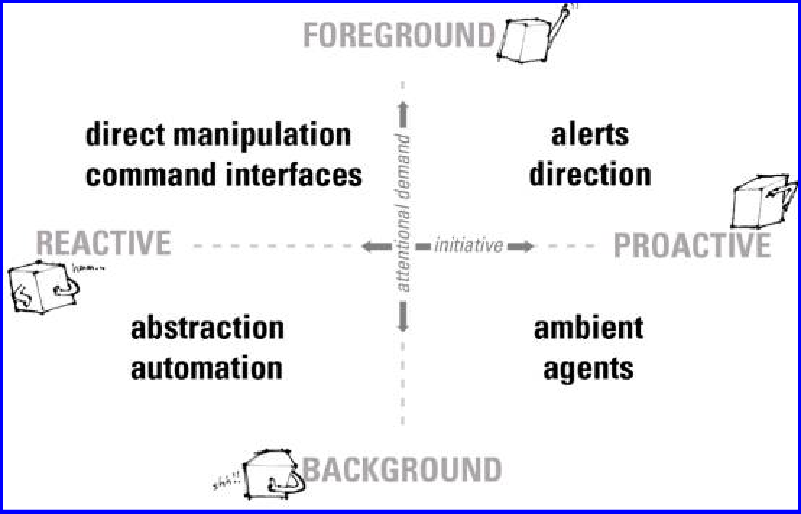 FOREGROUND
direct manipulation
command interfaces
alerts
direction
attentional demand
REACTIVE
initiative
PROACTIVE
hmm...
abstraction
automation
ambient
agents
shh!!
BACKGROUND